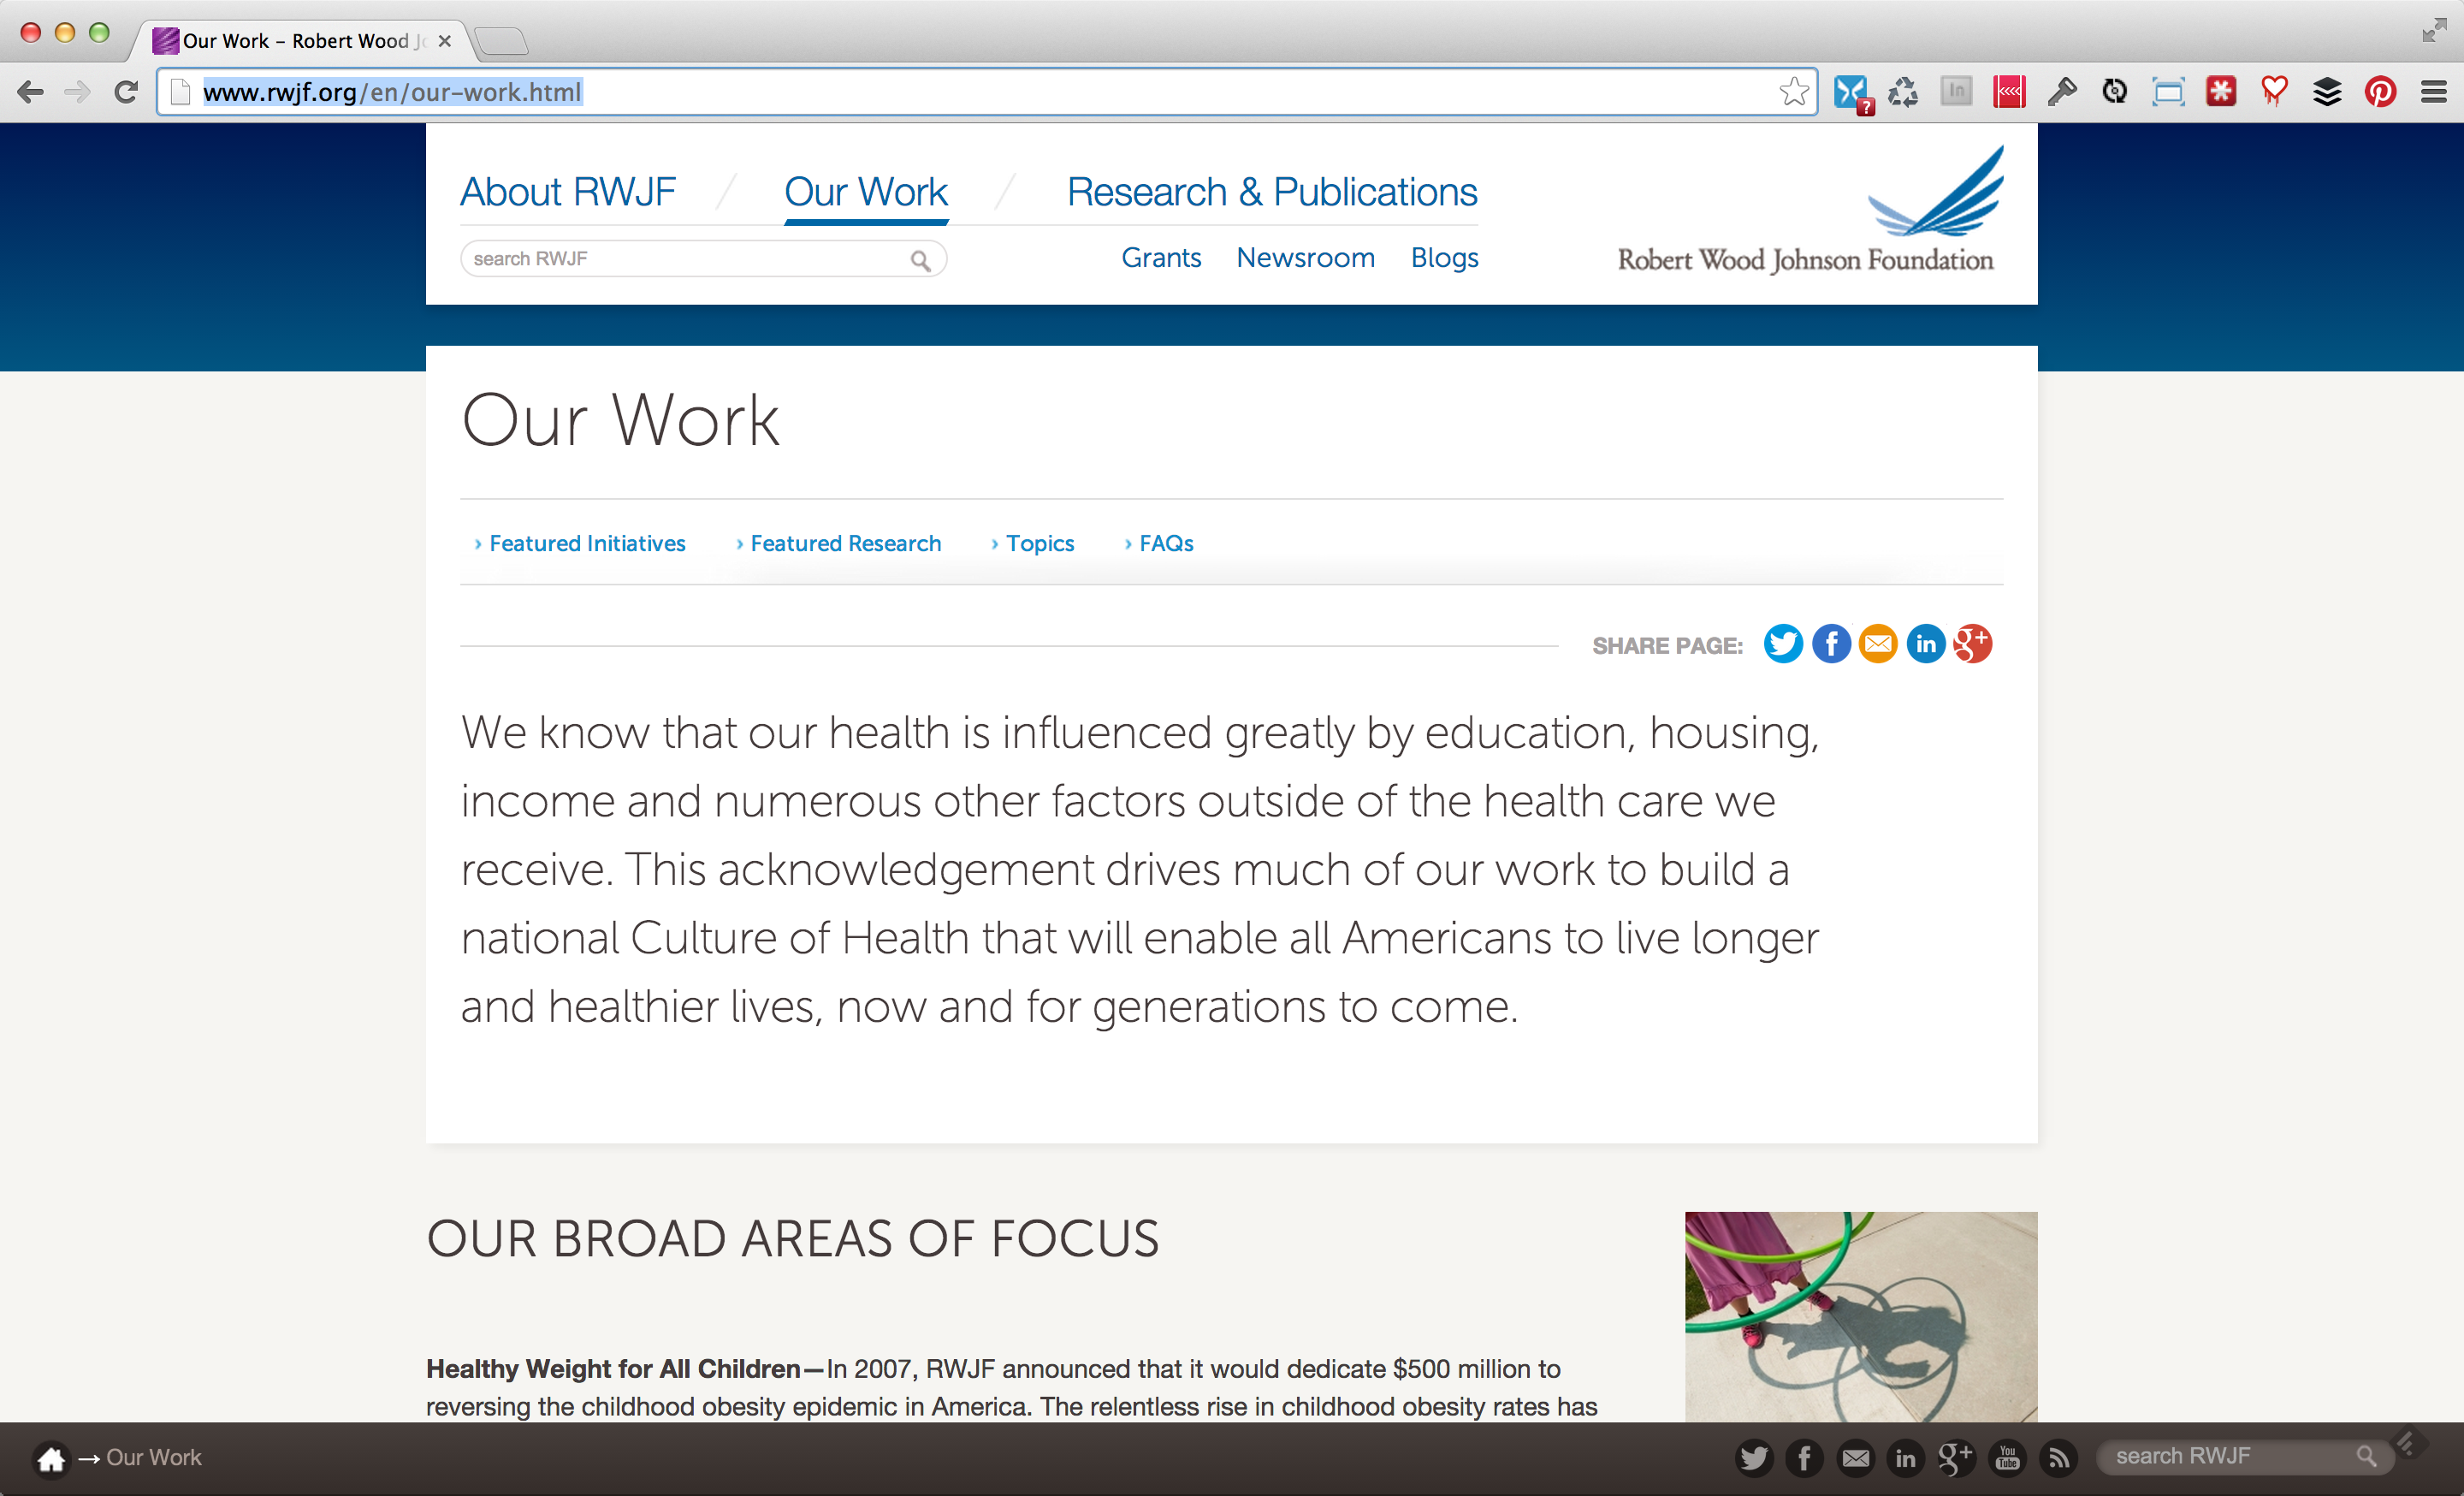 Our Work – Robert Wood
www.rwjf.org/en/our-work.html
About RWJF / Our Work / Research & Publications
search RWJF
Grants Newsroom Blogs
Robert Wood Johnson Foundation
Our Work
› Featured Initiatives › Featured Research › Topics › FAQs
SHARE PAGE:
We know that our health is influenced greatly by education, housing,
income and numerous other factors outside of the health care we
receive. This acknowledgement drives much of our work to build a
national Culture of Health that will enable all Americans to live longer
and healthier lives, now and for generations to come.
OUR BROAD AREAS OF FOCUS
Healthy Weight for All Children—In 2007, RWJF announced that it would dedicate $500 million to
reversing the childhood obesity epidemic in America. The relentless rise in childhood obesity rates has
→ Our Work
You Tube
search RWJF